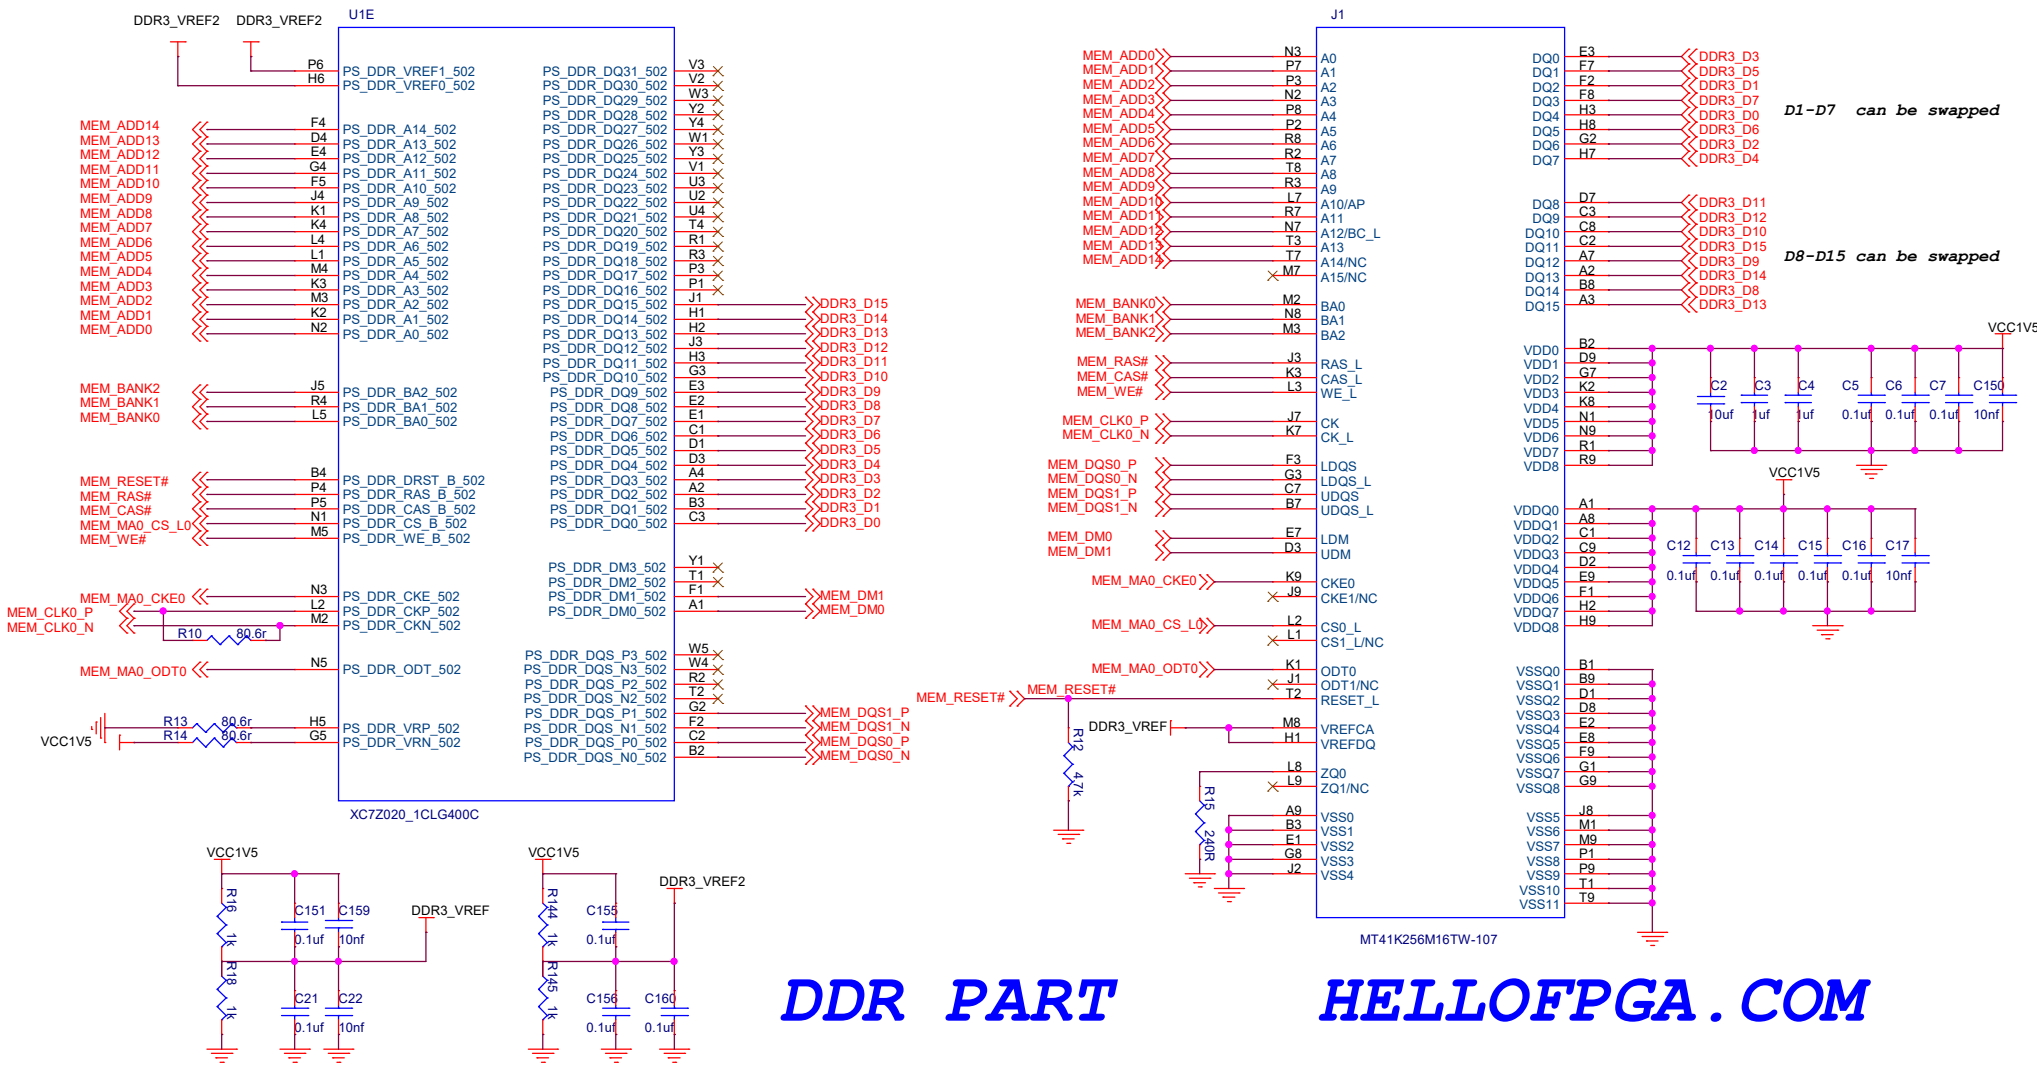 DDR3_VREF2 DDR3_VREF2
U1E
P6 PS_DDR_VREF1_502
H6 PS_DDR_VREF0_502
MEM_ADD14 F4 PS_DDR_A14_502
MEM_ADD13 D4 PS_DDR_A13_502
MEM_ADD12 E4 PS_DDR_A12_502
MEM_ADD11 G4 PS_DDR_A11_502
MEM_ADD10 F5 PS_DDR_A10_502
MEM_ADD9 J4 PS_DDR_A9_502
MEM_ADD8 K1 PS_DDR_A8_502
MEM_ADD7 K4 PS_DDR_A7_502
MEM_ADD6 L4 PS_DDR_A6_502
MEM_ADD5 L1 PS_DDR_A5_502
MEM_ADD4 M4 PS_DDR_A4_502
MEM_ADD3 K3 PS_DDR_A3_502
MEM_ADD2 M3 PS_DDR_A2_502
MEM_ADD1 K2 PS_DDR_A1_502
MEM_ADD0 N2 PS_DDR_A0_502
MEM_BANK2 J5 PS_DDR_BA2_502
MEM_BANK1 R4 PS_DDR_BA1_502
MEM_BANK0 L5 PS_DDR_BA0_502
MEM_RESET# B4 PS_DDR_DRST_B_502
MEM_RAS# P4 PS_DDR_RAS_B_502
MEM_CAS# P5 PS_DDR_CAS_B_502
MEM_MA0_CS_L0 N1 PS_DDR_CS_B_502
MEM_WE# M5 PS_DDR_WE_B_502
MEM_MA0_CKE0 N3 PS_DDR_CKE_502
MEM_CLK0_P L2 PS_DDR_CKP_502
MEM_CLK0_N M2 PS_DDR_CKN_502
R10 80.6r
MEM_MA0_ODT0 N5 PS_DDR_ODT_502
R13 80.6r H5 PS_DDR_VRP_502
VCC1V5 R14 80.6r G5 PS_DDR_VRN_502
PS_DDR_DQ31_502 V3
PS_DDR_DQ30_502 V2
PS_DDR_DQ29_502 W3
PS_DDR_DQ28_502 Y2
PS_DDR_DQ27_502 Y4
PS_DDR_DQ26_502 W1
PS_DDR_DQ25_502 Y3
PS_DDR_DQ24_502 V1
PS_DDR_DQ23_502 U3
PS_DDR_DQ22_502 U2
PS_DDR_DQ21_502 U4
PS_DDR_DQ20_502 T4
PS_DDR_DQ19_502 R1
PS_DDR_DQ18_502 R3
PS_DDR_DQ17_502 P3
PS_DDR_DQ16_502 P1
PS_DDR_DQ15_502 J1 DDR3_D15
PS_DDR_DQ14_502 H1 DDR3_D14
PS_DDR_DQ13_502 H2 DDR3_D13
PS_DDR_DQ12_502 J3 DDR3_D12
PS_DDR_DQ11_502 H3 DDR3_D11
PS_DDR_DQ10_502 G3 DDR3_D10
PS_DDR_DQ9_502 E3 DDR3_D9
PS_DDR_DQ8_502 E2 DDR3_D8
PS_DDR_DQ7_502 E1 DDR3_D7
PS_DDR_DQ6_502 C1 DDR3_D6
PS_DDR_DQ5_502 D1 DDR3_D5
PS_DDR_DQ4_502 D3 DDR3_D4
PS_DDR_DQ3_502 A4 DDR3_D3
PS_DDR_DQ2_502 A2 DDR3_D2
PS_DDR_DQ1_502 B3 DDR3_D1
PS_DDR_DQ0_502 C3 DDR3_D0
PS_DDR_DM3_502 Y1
PS_DDR_DM2_502 T1
PS_DDR_DM1_502 F1 MEM_DM1
PS_DDR_DM0_502 A1 MEM_DM0
PS_DDR_DQS_P3_502 W5
PS_DDR_DQS_N3_502 W4
PS_DDR_DQS_P2_502 R2
PS_DDR_DQS_N2_502 T2
PS_DDR_DQS_P1_502 G2 MEM_DQS1_P
PS_DDR_DQS_N1_502 F2 MEM_DQS1_N
PS_DDR_DQS_P0_502 C2 MEM_DQS0_P
PS_DDR_DQS_N0_502 B2 MEM_DQS0_N
XC7Z020_1CLG400C
J1
MEM_ADD0 N3 A0
MEM_ADD1 P7 A1
MEM_ADD2 P3 A2
MEM_ADD3 N2 A3
MEM_ADD4 P8 A4
MEM_ADD5 P2 A5
MEM_ADD6 R8 A6
MEM_ADD7 R2 A7
MEM_ADD8 T8 A8
MEM_ADD9 R3 A9
MEM_ADD10 L7 A10/AP
MEM_ADD11 R7 A11
MEM_ADD12 N7 A12/BC_L
MEM_ADD13 T3 A13
MEM_ADD14 T7 A14/NC
M7 A15/NC
MEM_BANK0 M2 BA0
MEM_BANK1 N8 BA1
MEM_BANK2 M3 BA2
MEM_RAS# J3 RAS_L
MEM_CAS# K3 CAS_L
MEM_WE# L3 WE_L
MEM_CLK0_P J7 CK
MEM_CLK0_N K7 CK_L
MEM_DQS0_P F3 LDQS
MEM_DQS0_N G3 LDQS_L
MEM_DQS1_P C7 UDQS
MEM_DQS1_N B7 UDQS_L
MEM_DM0 E7 LDM
MEM_DM1 D3 UDM
MEM_MA0_CKE0 K9 CKE0
J9 CKE1/NC
MEM_MA0_CS_L0 L2 CS0_L
L1 CS1_L/NC
MEM_MA0_ODT0 K1 ODT0
J1 ODT1/NC
MEM_RESET# MEM_RESET# T2 RESET_L
R12 4.7k
DDR3_VREF M8 VREFCA
H1 VREFDQ
L8 ZQ0
L9 ZQ1/NC
R15 240R
A9 VSS0
B3 VSS1
E1 VSS2
G8 VSS3
J2 VSS4
DQ0 E3 DDR3_D3
DQ1 F7 DDR3_D5
DQ2 F2 DDR3_D1
DQ3 F8 DDR3_D7
DQ4 H3 DDR3_D0
DQ5 H8 DDR3_D6
DQ6 G2 DDR3_D2
DQ7 H7 DDR3_D4
D1-D7 can be swapped
DQ8 D7 DDR3_D11
DQ9 C3 DDR3_D12
DQ10 C8 DDR3_D10
DQ11 C2 DDR3_D15
DQ12 A7 DDR3_D9
DQ13 A2 DDR3_D14
DQ14 B8 DDR3_D8
DQ15 A3 DDR3_D13
D8-D15 can be swapped
VCC1V5
VDD0 B2
VDD1 D9
VDD2 G7
VDD3 K2
VDD4 K8
VDD5 N1
VDD6 N9
VDD7 R1
VDD8 R9
C2 C3 C4 C5 C6 C7 C150
10uf 1uf 1uf 0.1uf 0.1uf 0.1uf 10nf
VCC1V5
VDDQ0 A1
VDDQ1 A8
VDDQ2 C1
VDDQ3 C9
VDDQ4 D2
VDDQ5 E9
VDDQ6 F1
VDDQ7 H2
VDDQ8 H9
C12 C13 C14 C15 C16 C17
0.1uf 0.1uf 0.1uf 0.1uf 0.1uf 10nf
VSSQ0 B1
VSSQ1 B9
VSSQ2 D1
VSSQ3 D8
VSSQ4 E2
VSSQ5 E8
VSSQ6 F9
VSSQ7 G1
VSSQ8 G9
VSS5 J8
VSS6 M1
VSS7 M9
VSS8 P1
VSS9 P9
VSS10 T1
VSS11 T9
MT41K256M16TW-107
VCC1V5
R16 1k C151 0.1uf C159 10nf DDR3_VREF
R18 1k C21 0.1uf C22 10nf
VCC1V5
R144 1k C155 0.1uf DDR3_VREF2
R145 1k C156 0.1uf C160 0.1uf
DDR PART HELLOFPGA.COM